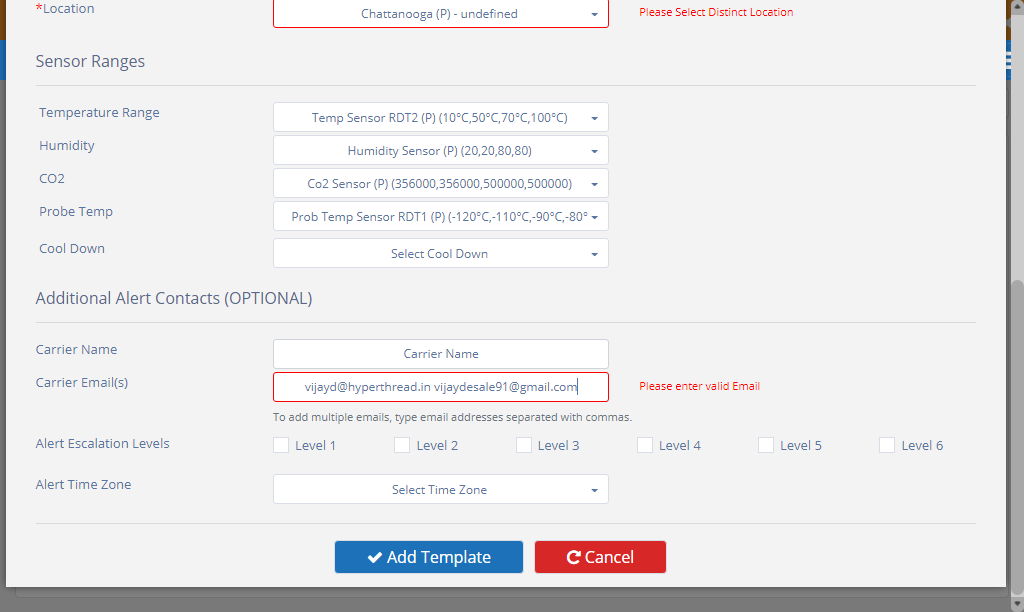 *Location Chattanooga (P) - undefined Please Select Distinct Location
Sensor Ranges
Temperature Range Temp Sensor RDT2 (P) (10°C,50°C,70°C,100°C)
Humidity Humidity Sensor (P) (20,20,80,80)
CO2 Co2 Sensor (P) (356000,356000,500000,500000)
Probe Temp Prob Temp Sensor RDT1 (P) (-120°C,-110°C,-90°C,-80°
Cool Down Select Cool Down
Additional Alert Contacts (OPTIONAL)
Carrier Name Carrier Name
Carrier Email(s) vijayd@hyperthread.in vijaydesale91@gmail.com Please enter valid Email
To add multiple emails, type email addresses separated with commas.
Alert Escalation Levels Level 1 Level 2 Level 3 Level 4 Level 5 Level 6
Alert Time Zone Select Time Zone
Add Template Cancel